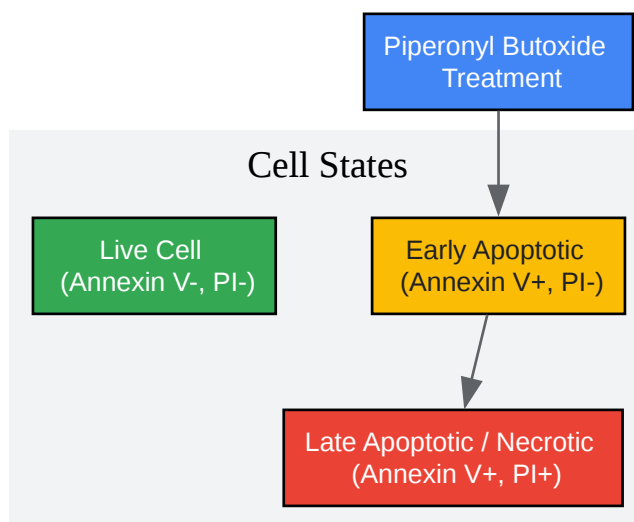 Piperonyl Butoxide
Treatment
Cell States
Live Cell
(Annexin V-, PI-)
Early Apoptotic
(Annexin V+, PI-)
Late Apoptotic / Necrotic
(Annexin V+, PI+)